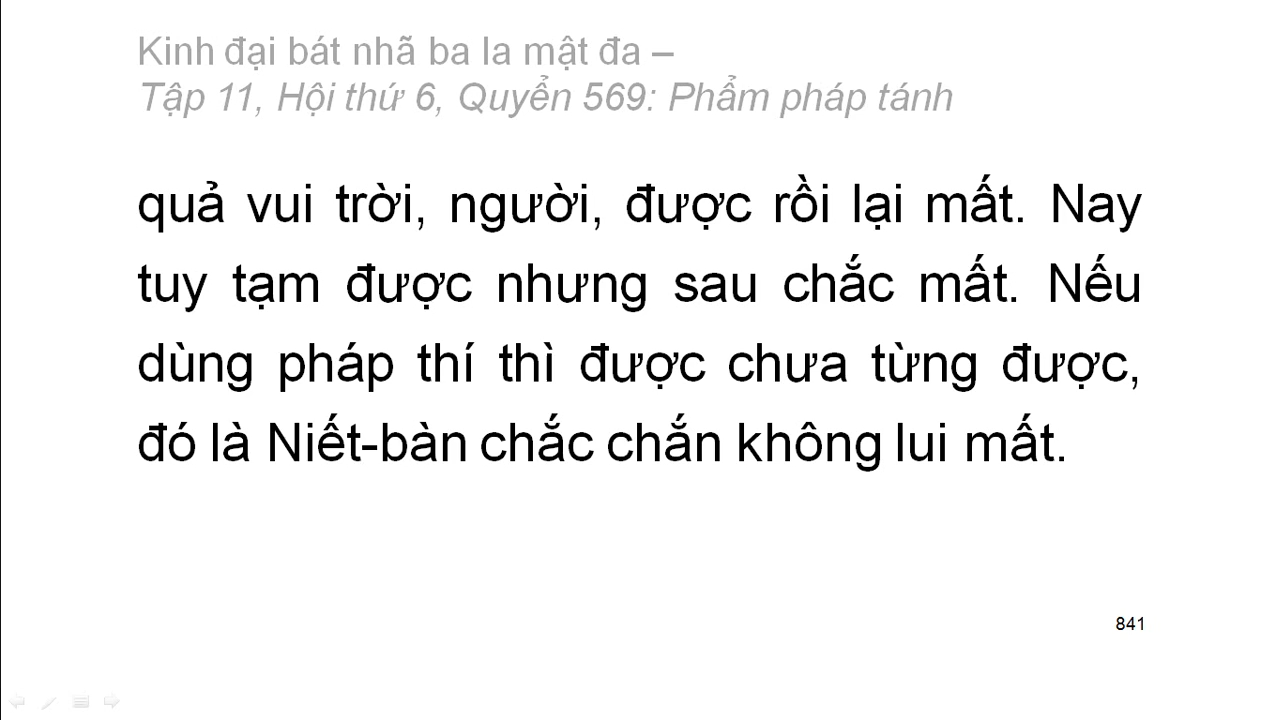 Kinh đại bát nhã ba la mật đa –
Tập 11, Hội thứ 6, Quyển 569: Phẩm pháp tánh
quả vui trời, người, được rồi lại mất. Nay
tuy tạm được nhưng sau chắc mất. Nếu
dùng pháp thí thì được chưa từng được,
đó là Niết-bàn chắc chắn không lui mất.
841